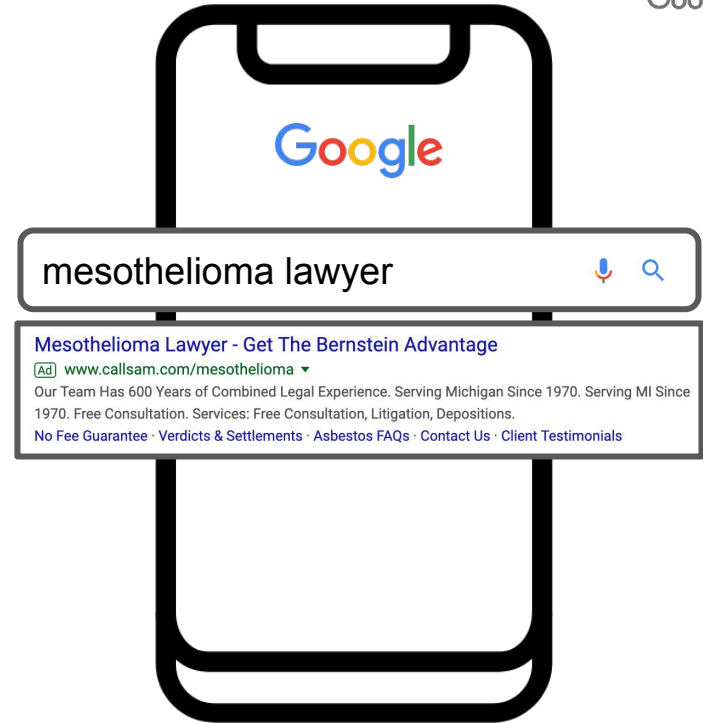 Google
mesothelioma lawyer
Mesothelioma Lawyer - Get The Bernstein Advantage
Ad www.callsam.com/mesothelioma
Our Team Has 600 Years of Combined Legal Experience. Serving Michigan Since 1970. Serving MI Since
1970. Free Consultation. Services: Free Consultation, Litigation, Depositions.
No Fee Guarantee · Verdicts & Settlements · Asbestos FAQs · Contact Us · Client Testimonials